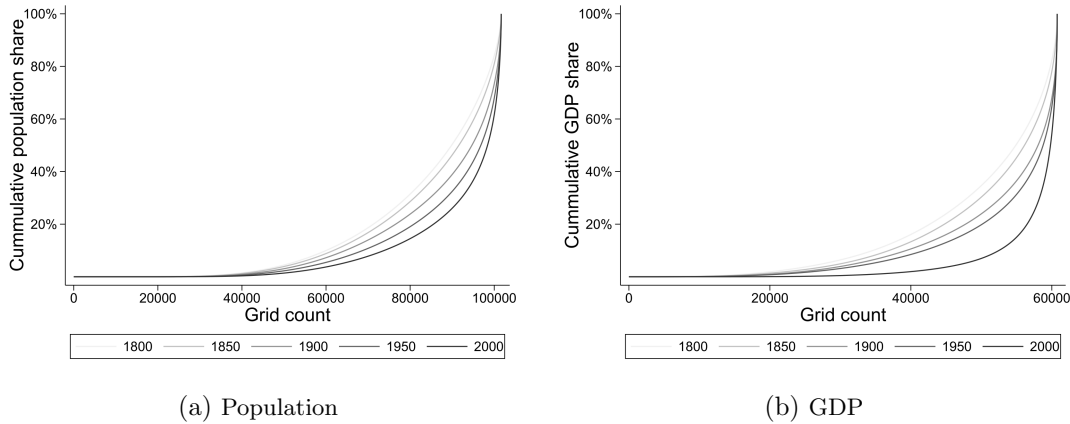 Cummulative population share
100%
80%
60%
40%
20%
0 20000 40000 60000 80000 100000
Grid count
1800 1850 1900 1950 2000
(a) Population
Cummulative GDP share
100%
80%
60%
40%
20%
0 20000 40000 60000
Grid count
1800 1850 1900 1950 2000
(b) GDP